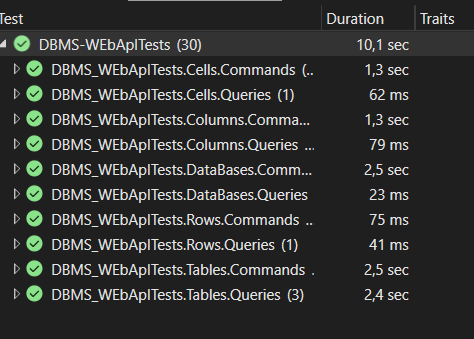 Test Duration Traits
DBMS-WEbApiTests (30) 10,1 sec
DBMS_WEbApiTests.Cells.Commands (.. 1,3 sec
DBMS_WEbApiTests.Cells.Queries (1) 62 ms
DBMS_WEbApiTests.Columns.Comma... 1,3 sec
DBMS_WEbApiTests.Columns.Queries ... 79 ms
DBMS_WEbApiTests.DataBases.Comm... 2,5 sec
DBMS_WEbApiTests.DataBases.Queries 23 ms
DBMS_WEbApiTests.Rows.Commands .. 75 ms
DBMS_WEbApiTests.Rows.Queries (1) 41 ms
DBMS_WEbApiTests.Tables.Commands . 2,5 sec
DBMS_WEbApiTests.Tables.Queries (3) 2,4 sec